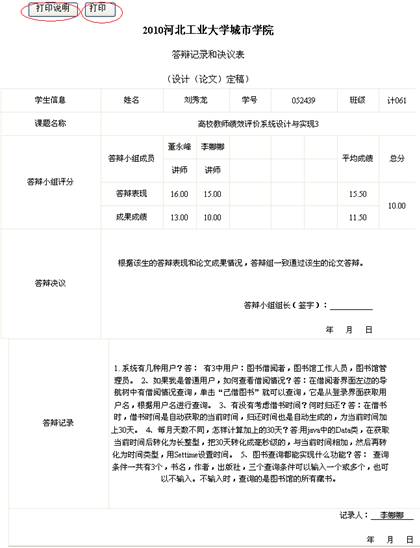 打印说明 打印
2010河北工业大学城市学院
答辩记录和决议表
（设计（论文）定稿）
学生信息 姓名 刘秀龙 学号 052439 班级 计061
课题名称 高校教师绩效评价系统设计与实现3
答辩小组评分 答辩小组成员 董永峰 李娜娜 平均成绩 总分
讲师 讲师
答辩表现 16.00 15.00 15.50 10.00
成果成绩 13.00 10.00 11.50
答辩决议 根据该生的答辩表现和论文成果情况，答辩组一致通过该生的论文答辩。
答辩小组组长（签字）：
年 月 日
答辩记录
1.系统有几种用户？答： 有3中用户：图书借阅者，图书馆工作人员，图书馆管
理员。 2、如果我是普通用户，如何查看借阅情况？答：在借阅者界面左边的导
航树中有借阅情况查询，单击“已借图书”就可以查询，它是从登录界面获取用
户名，根据用户名进行查询。 3、有没有考虑借书时间？何时归还？答：在借书
时，借书时间是自动获取的当前时间，归还时间也是自动生成的，为当前时间加
上30天。 4、每月天数不同，怎样计算加上的30天？答：用java中的Data类，在获取
当前时间后转化为长整型，把30天转化成毫秒级的，与当前时间相加，然后再转
化为时间类型，用Settime设置时间。 5、图书查询都能实现什么功能？答： 查询
条件一共有3个，书名，作者，出版社，三个查询条件可以输入一个或多个，也可
以不输入。不输入时，查询的是图书馆的所有藏书。
记录人： 李娜娜
年 月 日